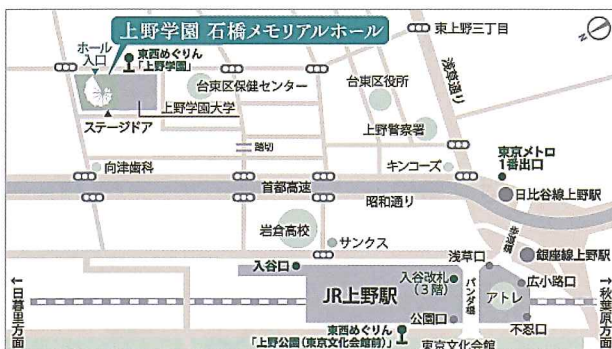 上野学園 石橋メモリアルホール
ホール
入口
東西めぐりん
「上野学園」
東上野三丁目
台東区保健センター
台東区役所
浅草通り
上野学園大学
上野警察署
ステージドア
踏切
向津歯科
キンコーズ
東京メトロ
1番出口
首都高速
昭和通り
日比谷線上野駅
岩倉高校
サンクス
歩道橋
浅草口
銀座線上野駅
入谷口
入谷改札
(3階)
広小路口
JR上野駅
パンダ橋
アトレ
←日暮里方面
→秋葉原方面
公園口
不忍口
東西めぐりん
「上野公園(東京文化会館前)」
東京文化会館